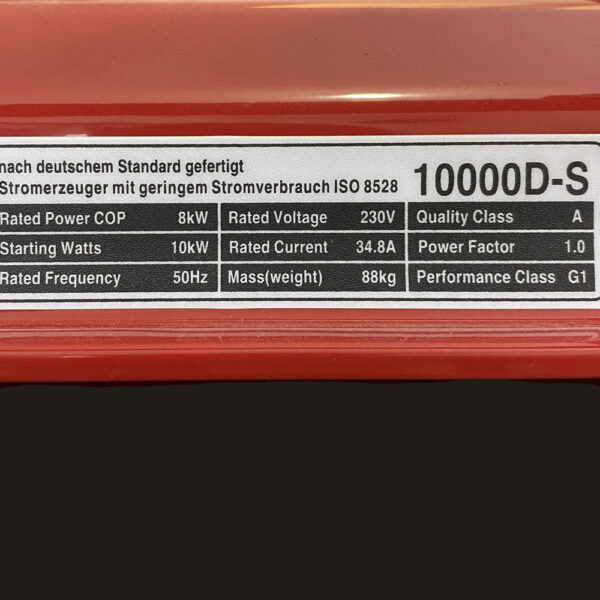 nach deutschem Standard gefertigt
Stromerzeuger mit geringem Stromverbrauch ISO 8528 10000D-S
Rated Power COP 8kW Rated Voltage 230V Quality Class A
Starting Watts 10kW Rated Current 34.8A Power Factor 1.0
Rated Frequency 50Hz Mass(weight) 88kg Performance Class G1